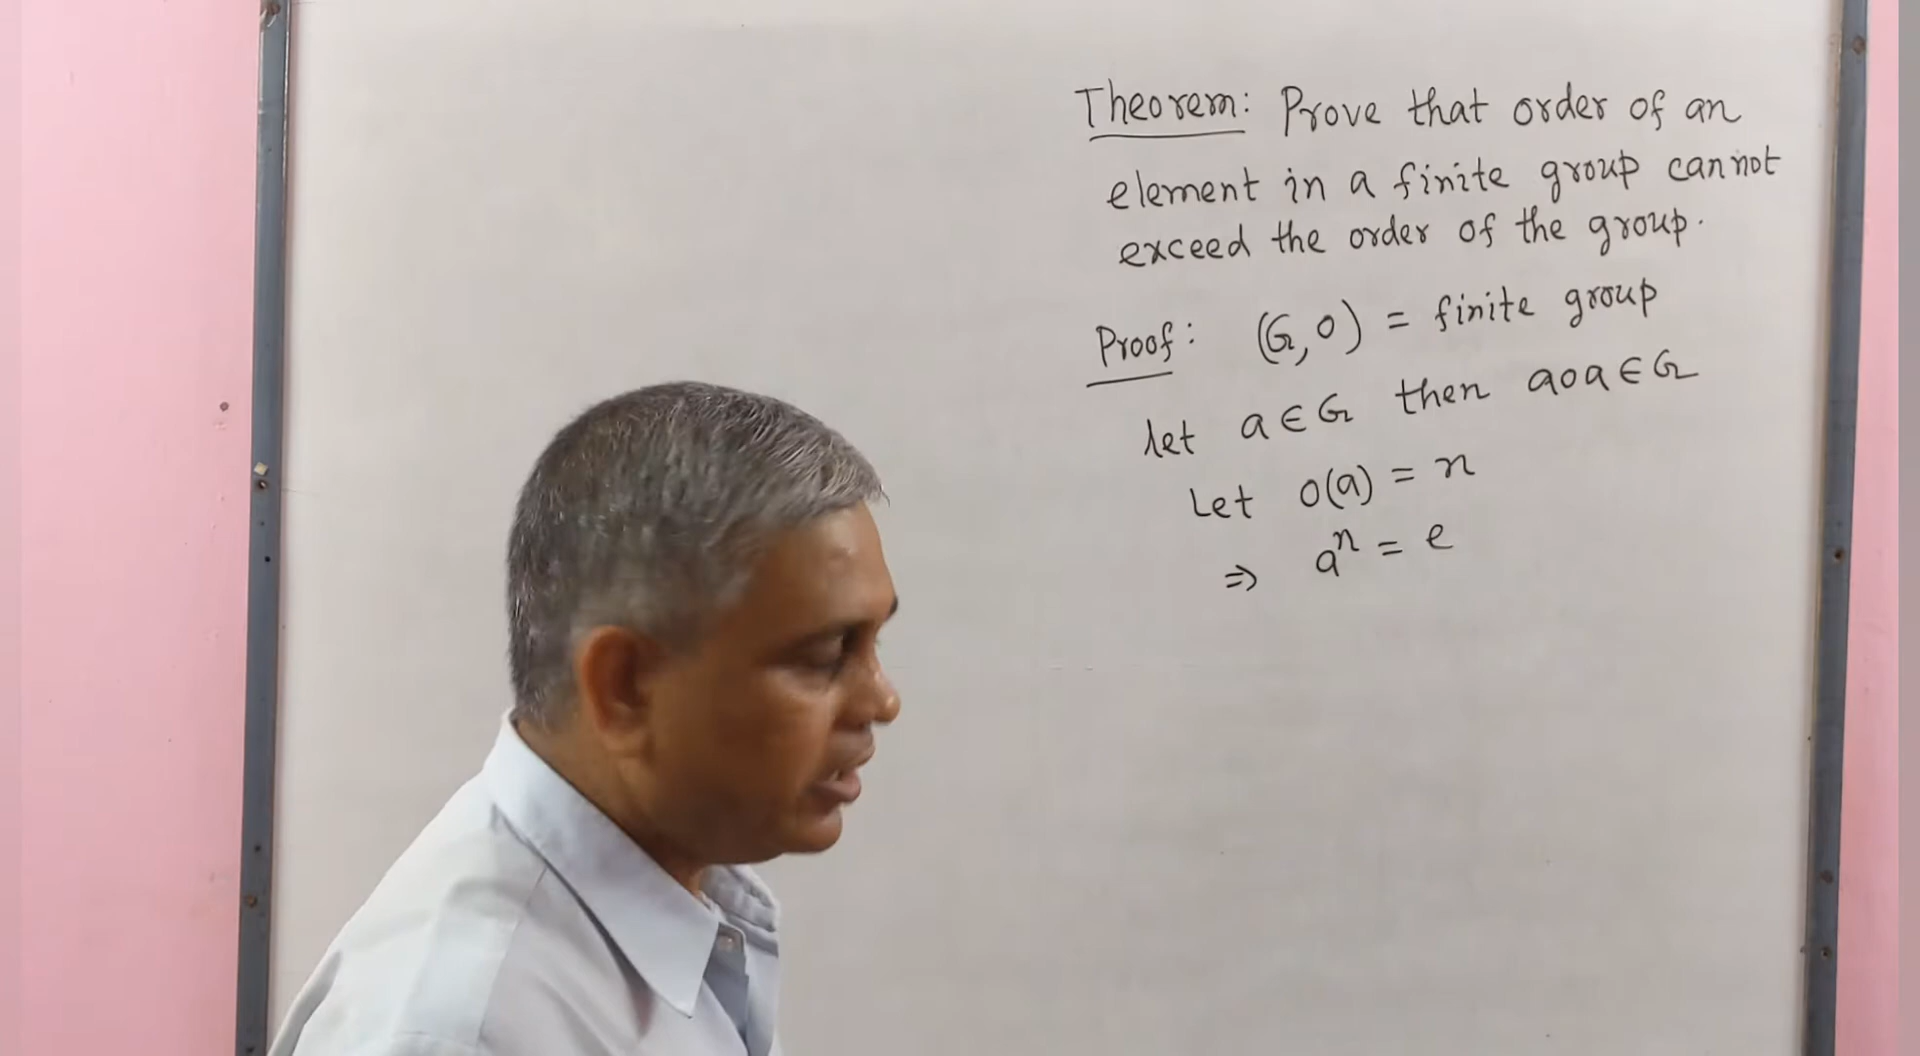 Theorem: Prove that order of an
element in a finite group cannot
exceed the order of the group.
Proof: (G, o) = finite group
let a ∈ G then aoa ∈ G
Let o(a) = n
⇒ aⁿ = e